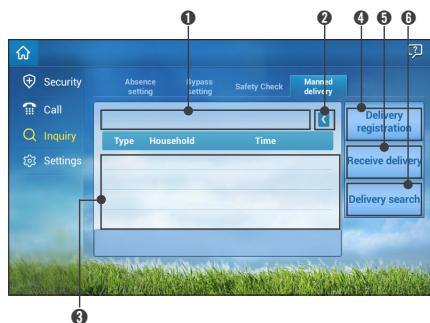 ❶ ❷ ❹ ❺ ❻
Security
Call
Inquiry
Settings
Absence
setting
Bypass
setting
Safety Check
Manned
delivery
Type Household Time
Delivery
registration
Receive delivery
Delivery search
❸